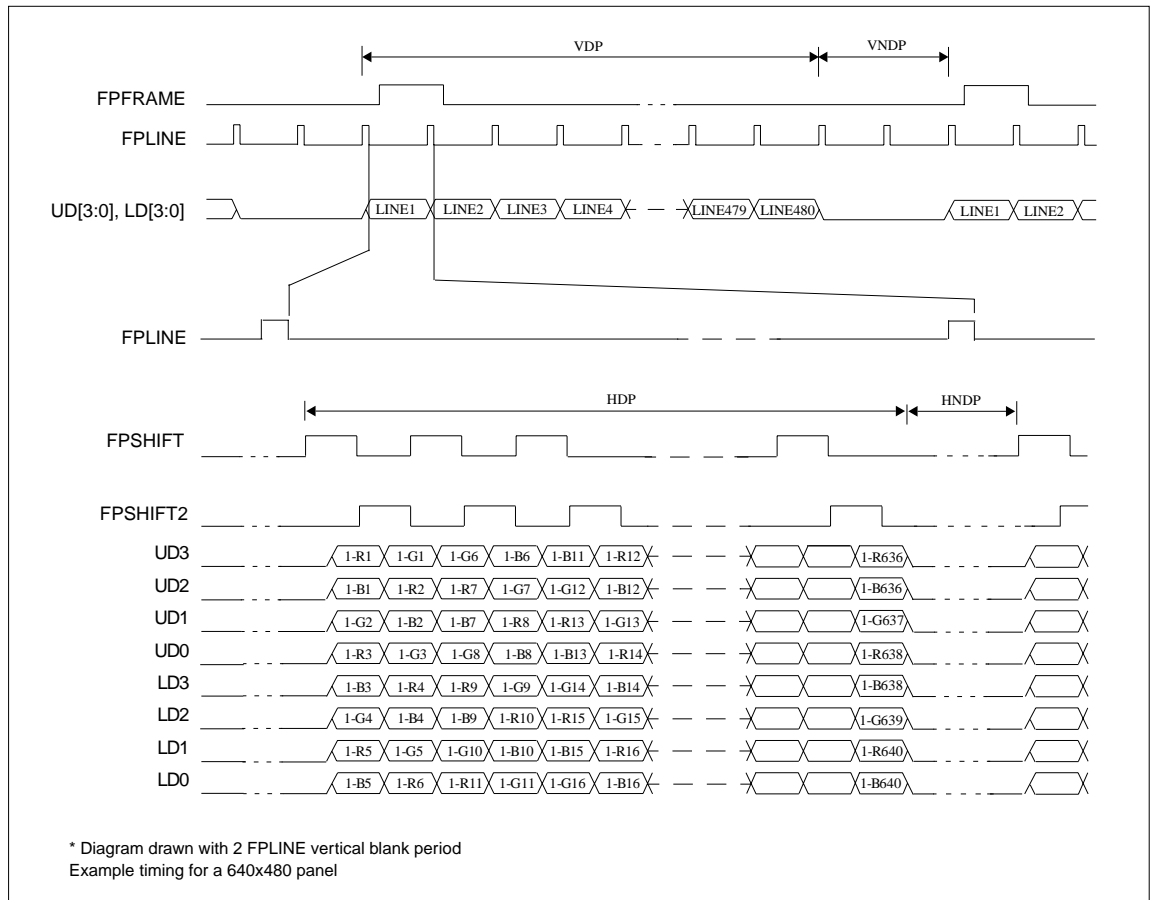 VDP VNDP
FPFRAME
FPLINE
UD[3:0], LD[3:0] LINE1 LINE2 LINE3 LINE4 LINE479 LINE480 LINE1 LINE2
FPLINE
HDP HNDP
FPSHIFT
FPSHIFT2
UD3 1-R1 1-G1 1-G6 1-B6 1-B11 1-R12 1-R636
UD2 1-B1 1-R2 1-R7 1-G7 1-G12 1-B12 1-B636
UD1 1-G2 1-B2 1-B7 1-R8 1-R13 1-G13 1-G637
UD0 1-R3 1-G3 1-G8 1-B8 1-B13 1-R14 1-R638
LD3 1-B3 1-R4 1-R9 1-G9 1-G14 1-B14 1-B638
LD2 1-G4 1-B4 1-B9 1-R10 1-R15 1-G15 1-G639
LD1 1-R5 1-G5 1-G10 1-B10 1-B15 1-R16 1-R640
LD0 1-B5 1-R6 1-R11 1-G11 1-G16 1-B16 1-B640
* Diagram drawn with 2 FPLINE vertical blank period
Example timing for a 640x480 panel